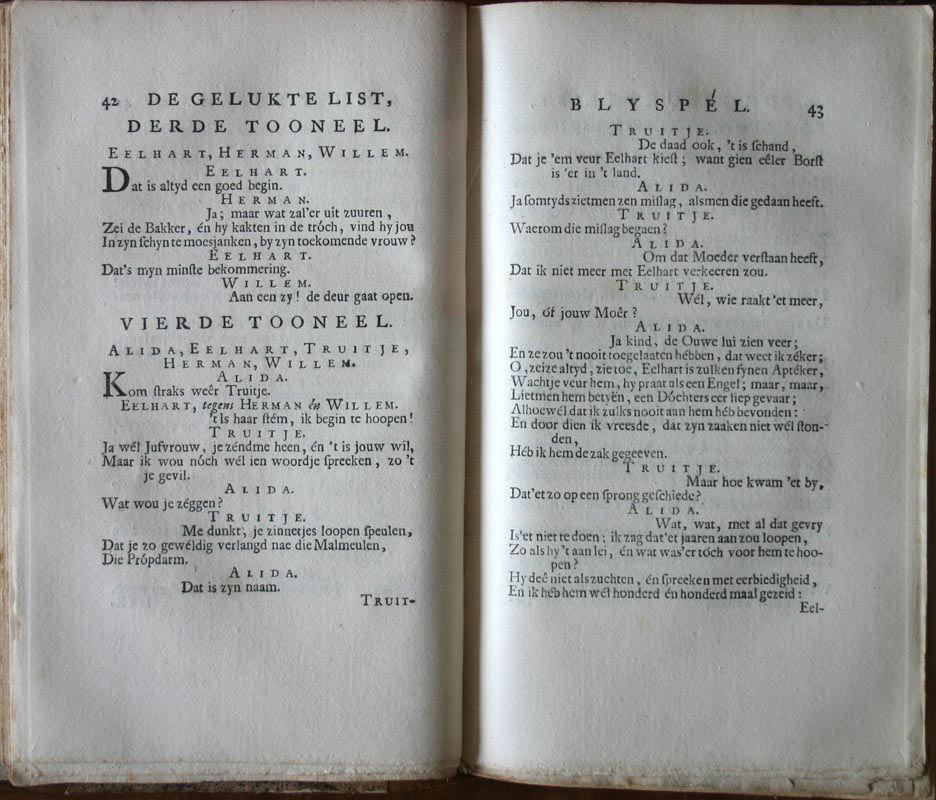 42 DE GELUKTE LIST,
DERDE TOONEEL.
EELHART, HERMAN, WILLEM.
EELHART.
Dat is altyd een goed begin.
HERMAN.
Ja; maar wat zal'er uit zuuren,
Zei de Bakker, én hy kakten in de tróch, vind hy jou
In zyn ſchyn te moesjanken, by zyn toekomende vrouw?
EELHART.
Dat's myn minſte bekommering.
WILLEM.
Aan een zy! de deur gaat open.
VIERDE TOONEEL.
ALIDA, EELHART, TRUITJE,
HERMAN, WILLEM.
ALIDA.
Kom ſtraks weêr Truitje.
EELHART, tegens HERMAN én WILLEM.
't Is haar ſtém, ik begin te hoopen!
TRUITJE.
Ja wél Jufvrouw, je zéndme heen, én 't is jouw wil,
Maar ik wou nóch wél ien woordje ſpreeken, zo 't
je gevil.
ALIDA.
Wat wou je zéggen?
TRUITJE.
Me dunkt, je zinnetjes loopen ſpeulen,
Dat je zo gewéldig verlangd nae die Malmeulen,
Die Própdarm.
ALIDA.
Dat is zyn naam.
TRUIT-
BLYSPÉL. 43
TRUITJE.
De daad ook, 't is ſchand,
Dat je 'em veur Eelhart kieſt; want gien eêler Borſt
is 'er in 't land.
ALIDA.
Ja ſomtyds zietmen zen miſlag, alsmen die gedaan heeft.
TRUITJE.
Waerom die miſlag begaen?
ALIDA.
Om dat Moeder verſtaan heeft,
Dat ik niet meer met Eelhart verkeeren zou.
TRUITJE.
Wél, wie raakt 'et meer,
Jou, óf jouw Moêr?
ALIDA.
Ja kind, de Ouwe lui zien veer;
En ze zou 't nooit toegelaaten hébben, dat weet ik zéker;
O, zeize altyd, zie toe, Eelhart is zulken fynen Aptéker,
Wachtje veur hem, hy praat als een Engel; maar, maar,
Lietmen hem betyën, een Dóchters eer liep gevaar;
Alhoewél dat ik zulks nooit aan hem héb bevonden:
En door dien ik vreesde, dat zyn zaaken niet wél ſton-
den,
Héb ik hem de zak gegeeven.
TRUITJE.
Maar hoe kwam 'et by,
Dat'et zo op een sprong geſchiede?
ALIDA.
Wat, wat, met al dat gevry
Is'et niet te doen; ik zag dat'et jaaren aan zou loopen,
Zo als hy 't aan lei, én wat was'er tóch voor hem te hoo-
pen?
Hy deê niet als zuchten, én ſpreeken met eerbiedigheid,
En ik héb hem wél honderd én honderd maal gezeid:
Eel-